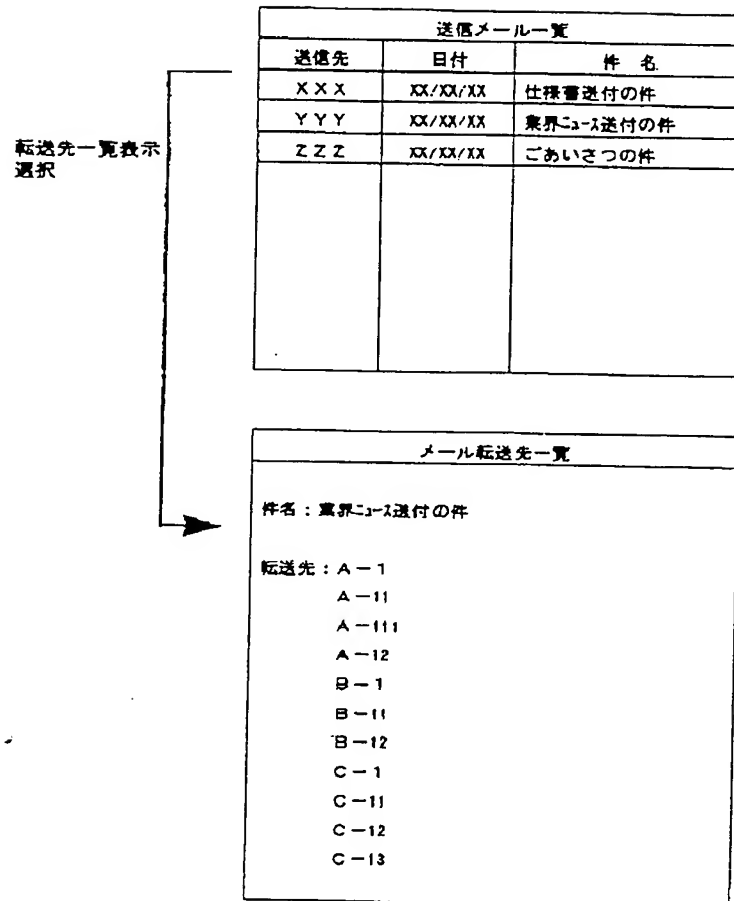 送信メール一覧
送信先 日付 件 名
ＸＸＸ XX/XX/XX 仕様書送付の件
ＹＹＹ XX/XX/XX 業界ﾆｭｰｽ送付の件
ＺＺＺ XX/XX/XX ごあいさつの件
転送先一覧表示
選択
メール転送先一覧
件名：業界ﾆｭｰｽ送付の件
転送先：Ａ－1
Ａ－11
Ａ－111
Ａ－12
Ｂ－1
Ｂ－11
Ｂ－12
Ｃ－1
Ｃ－11
Ｃ－12
Ｃ－13